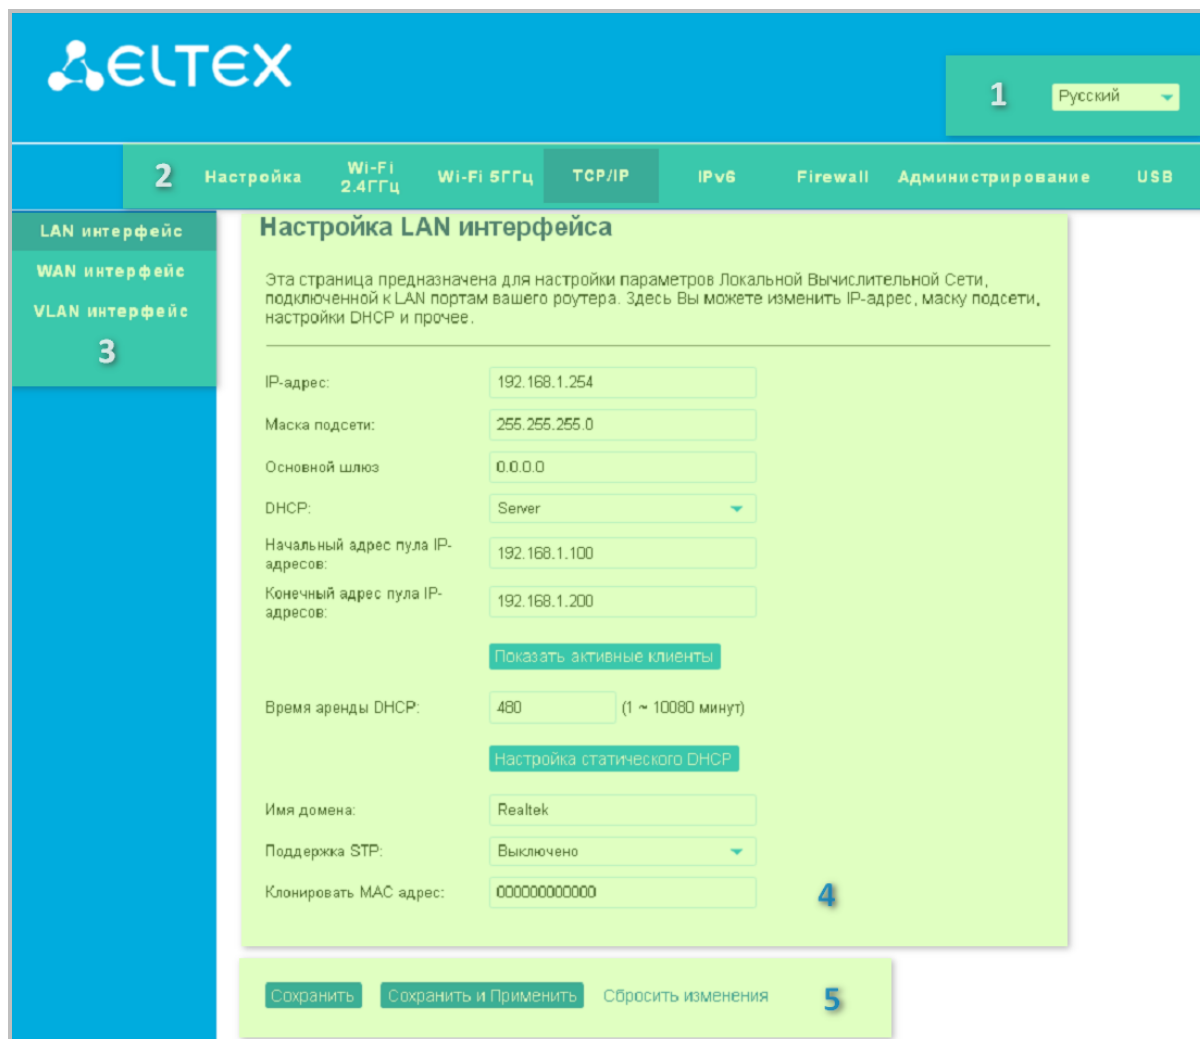 ELTEX
1 Русский
2 Настройка Wi-Fi 2.4ГГц Wi-Fi 5ГГц TCP/IP IPv6 Firewall Администрирование USB
LAN интерфейс
WAN интерфейс
VLAN интерфейс
3
Настройка LAN интерфейса
Эта страница предназначена для настройки параметров Локальной Вычислительной Сети,
подключенной к LAN портам вашего роутера. Здесь Вы можете изменить IP-адрес, маску подсети,
настройки DHCP и прочее.
IP-адрес: 192.168.1.254
Маска подсети: 255.255.255.0
Основной шлюз 0.0.0.0
DHCP: Server
Начальный адрес пула IP-
адресов: 192.168.1.100
Конечный адрес пула IP-
адресов: 192.168.1.200
Показать активные клиенты
Время аренды DHCP: 480 (1 ~ 10080 минут)
Настройка статического DHCP
Имя домена: Realtek
Поддержка STP: Выключено
Клонировать MAC адрес: 000000000000
4
Сохранить Сохранить и Применить Сбросить изменения 5